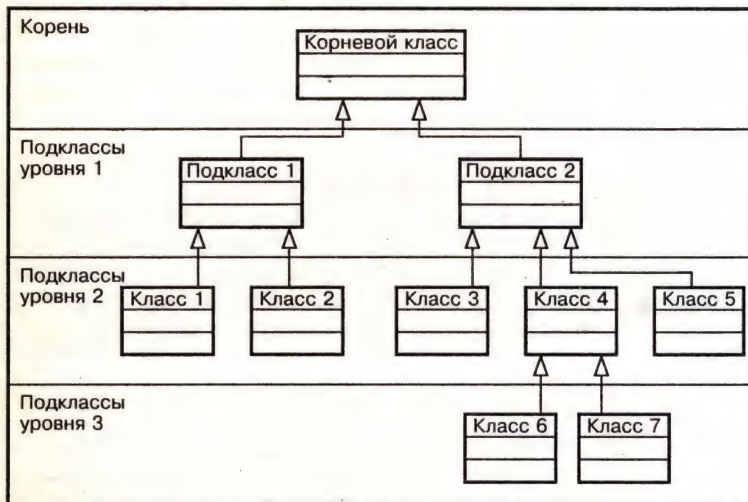 Корень
Корневой класс
Подклассы
уровня 1
Подкласс 1
Подкласс 2
Подклассы
уровня 2
Класс 1
Класс 2
Класс 3
Класс 4
Класс 5
Подклассы
уровня 3
Класс 6
Класс 7